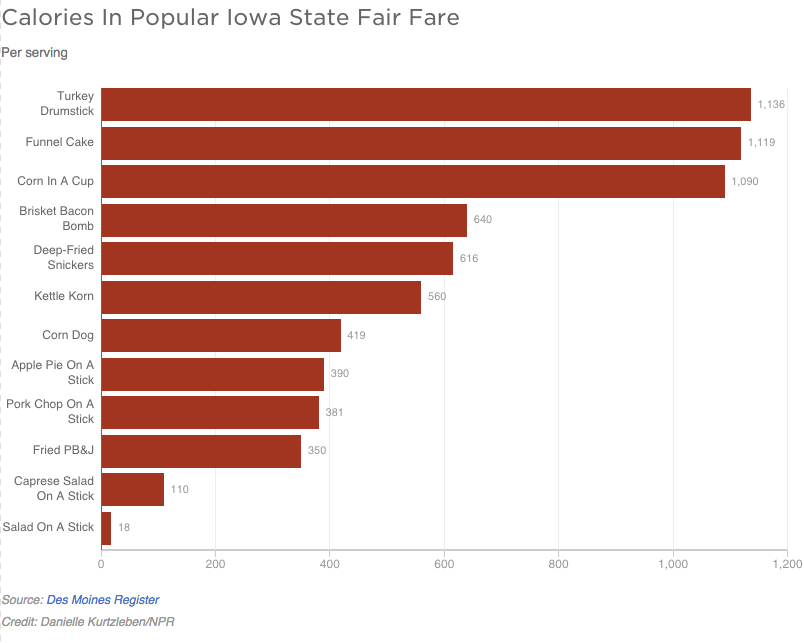 Calories In Popular Iowa State Fair Fare
Per serving
Turkey
Drumstick
1,136
Funnel Cake
1,119
Corn In A Cup
1,090
Brisket Bacon
Bomb
640
Deep-Fried
Snickers
616
Kettle Korn
560
Corn Dog
419
Apple Pie On A
Stick
390
Pork Chop On A
Stick
381
Fried PB&J
350
Caprese Salad
On A Stick
110
Salad On A Stick
18
0 200 400 600 800 1,000 1,200
Source: Des Moines Register
Credit: Danielle Kurtzleben/NPR